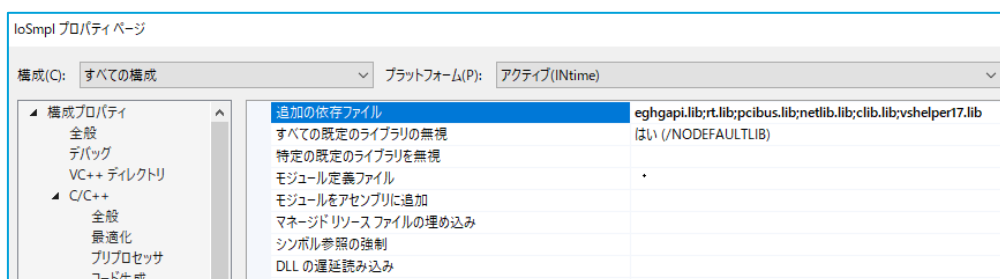 IoSmpl プロパティ ページ
構成(C): すべての構成 プラットフォーム(P): アクティブ(INtime)
構成プロパティ
全般
デバッグ
VC++ ディレクトリ
C/C++
全般
最適化
プリプロセッサ
コード生成
追加の依存ファイル eghgapi.lib;rt.lib;pcibus.lib;netlib.lib;clib.lib;vshelper17.lib
すべての既定のライブラリの無視 はい (/NODEFAULTLIB)
特定の既定のライブラリを無視
モジュール定義ファイル
モジュールをアセンブリに追加
マネージド リソース ファイルの埋め込み
シンボル参照の強制
DLL の遅延読み込み